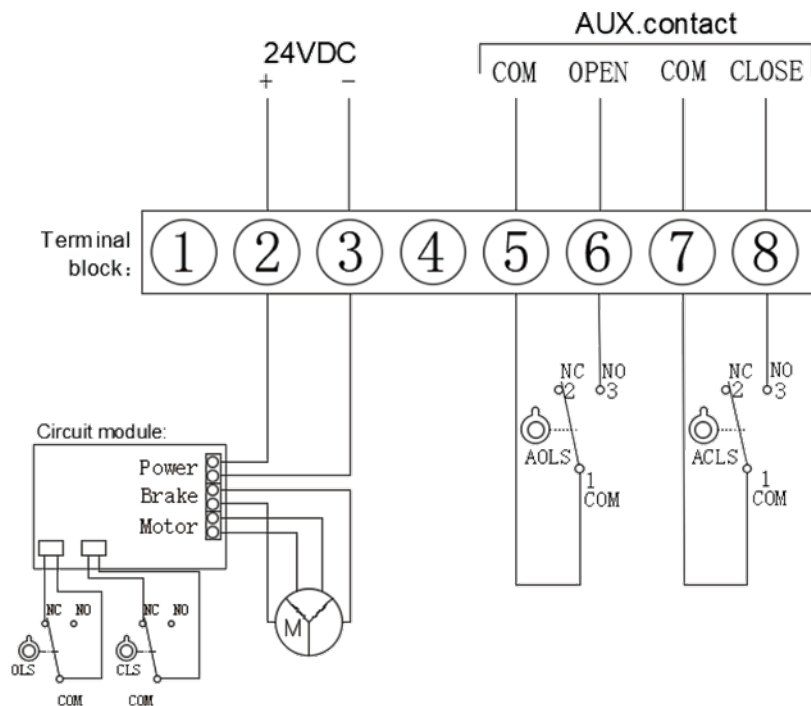 AUX.contact
24VDC
+ −
COM OPEN COM CLOSE
Terminal
block:
1 2 3 4 5 6 7 8
NC NO
2 3
AOLS
1
COM
NC NO
2 3
ACLS
1
COM
Circuit module:
Power
Brake
Motor
M
NC NO
OLS
COM
NC NO
CLS
COM